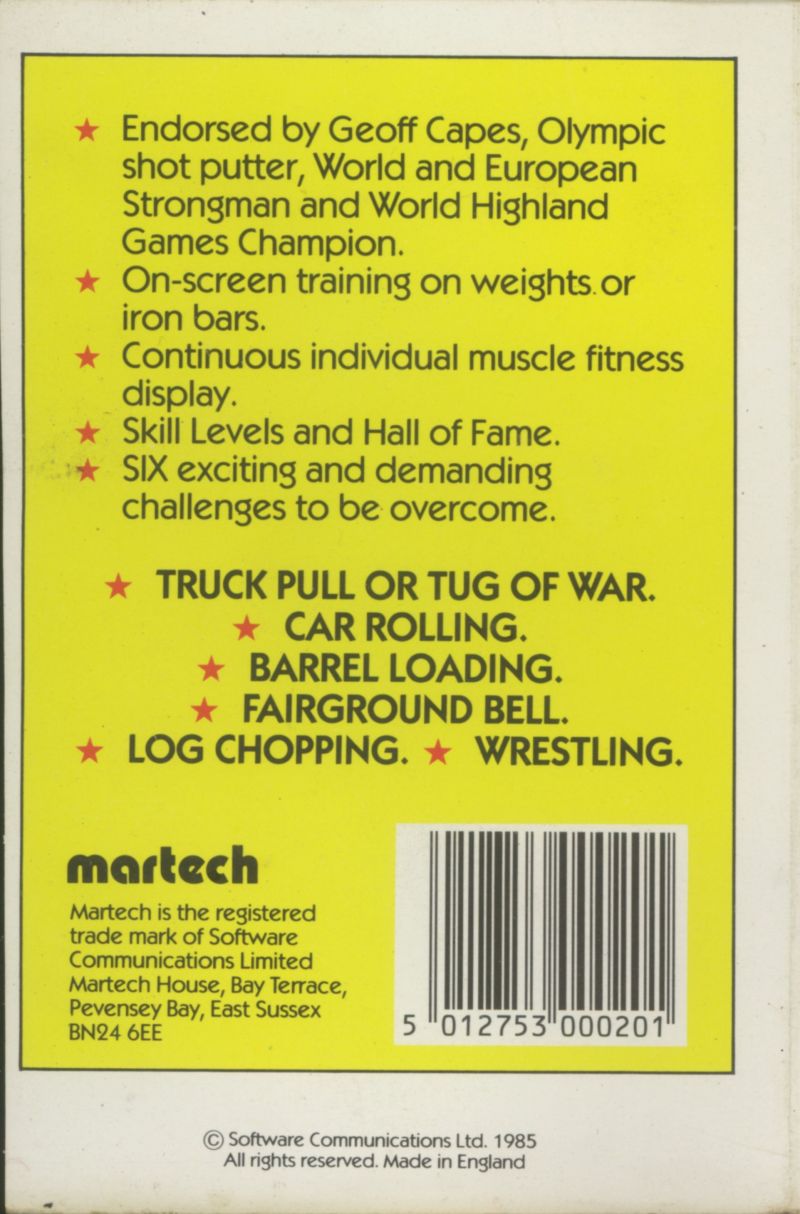 ★ Endorsed by Geoff Capes, Olympic
shot putter, World and European
Strongman and World Highland
Games Champion.
★ On-screen training on weights or
iron bars.
★ Continuous individual muscle fitness
display.
★ Skill Levels and Hall of Fame.
★ SIX exciting and demanding
challenges to be overcome.
★ TRUCK PULL OR TUG OF WAR.
★ CAR ROLLING.
★ BARREL LOADING.
★ FAIRGROUND BELL.
★ LOG CHOPPING. ★ WRESTLING.
martech
Martech is the registered
trade mark of Software
Communications Limited
Martech House, Bay Terrace,
Pevensey Bay, East Sussex
BN24 6EE
5 012753 000201
© Software Communications Ltd. 1985
All rights reserved. Made in England